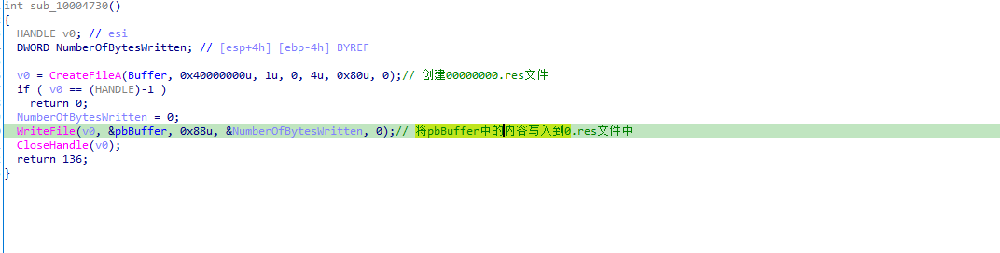 int sub_10004730()
{
HANDLE v0; // esi
DWORD NumberOfBytesWritten; // [esp+4h] [ebp-4h] BYREF
v0 = CreateFileA(Buffer, 0x40000000u, 1u, 0, 4u, 0x80u, 0);// 创建00000000.res文件
if ( v0 == (HANDLE)-1 )
return 0;
NumberOfBytesWritten = 0;
WriteFile(v0, &pbBuffer, 0x88u, &NumberOfBytesWritten, 0);// 将pbBuffer中的内容写入到0.res文件中
CloseHandle(v0);
return 136;
}